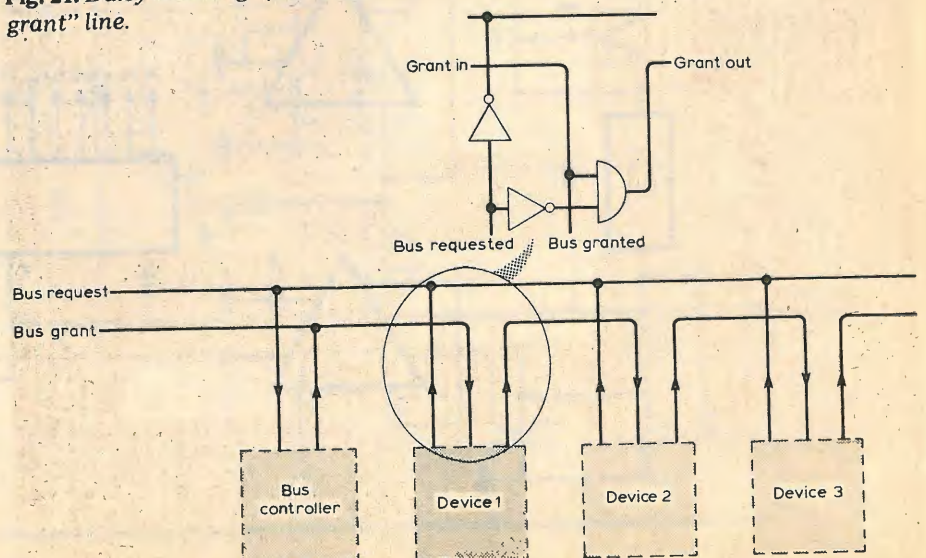 grant" line.
Grant in
Grant out
Bus requested
Bus granted
Bus request
Bus grant
Bus
controller
Device 1
Device 2
Device 3